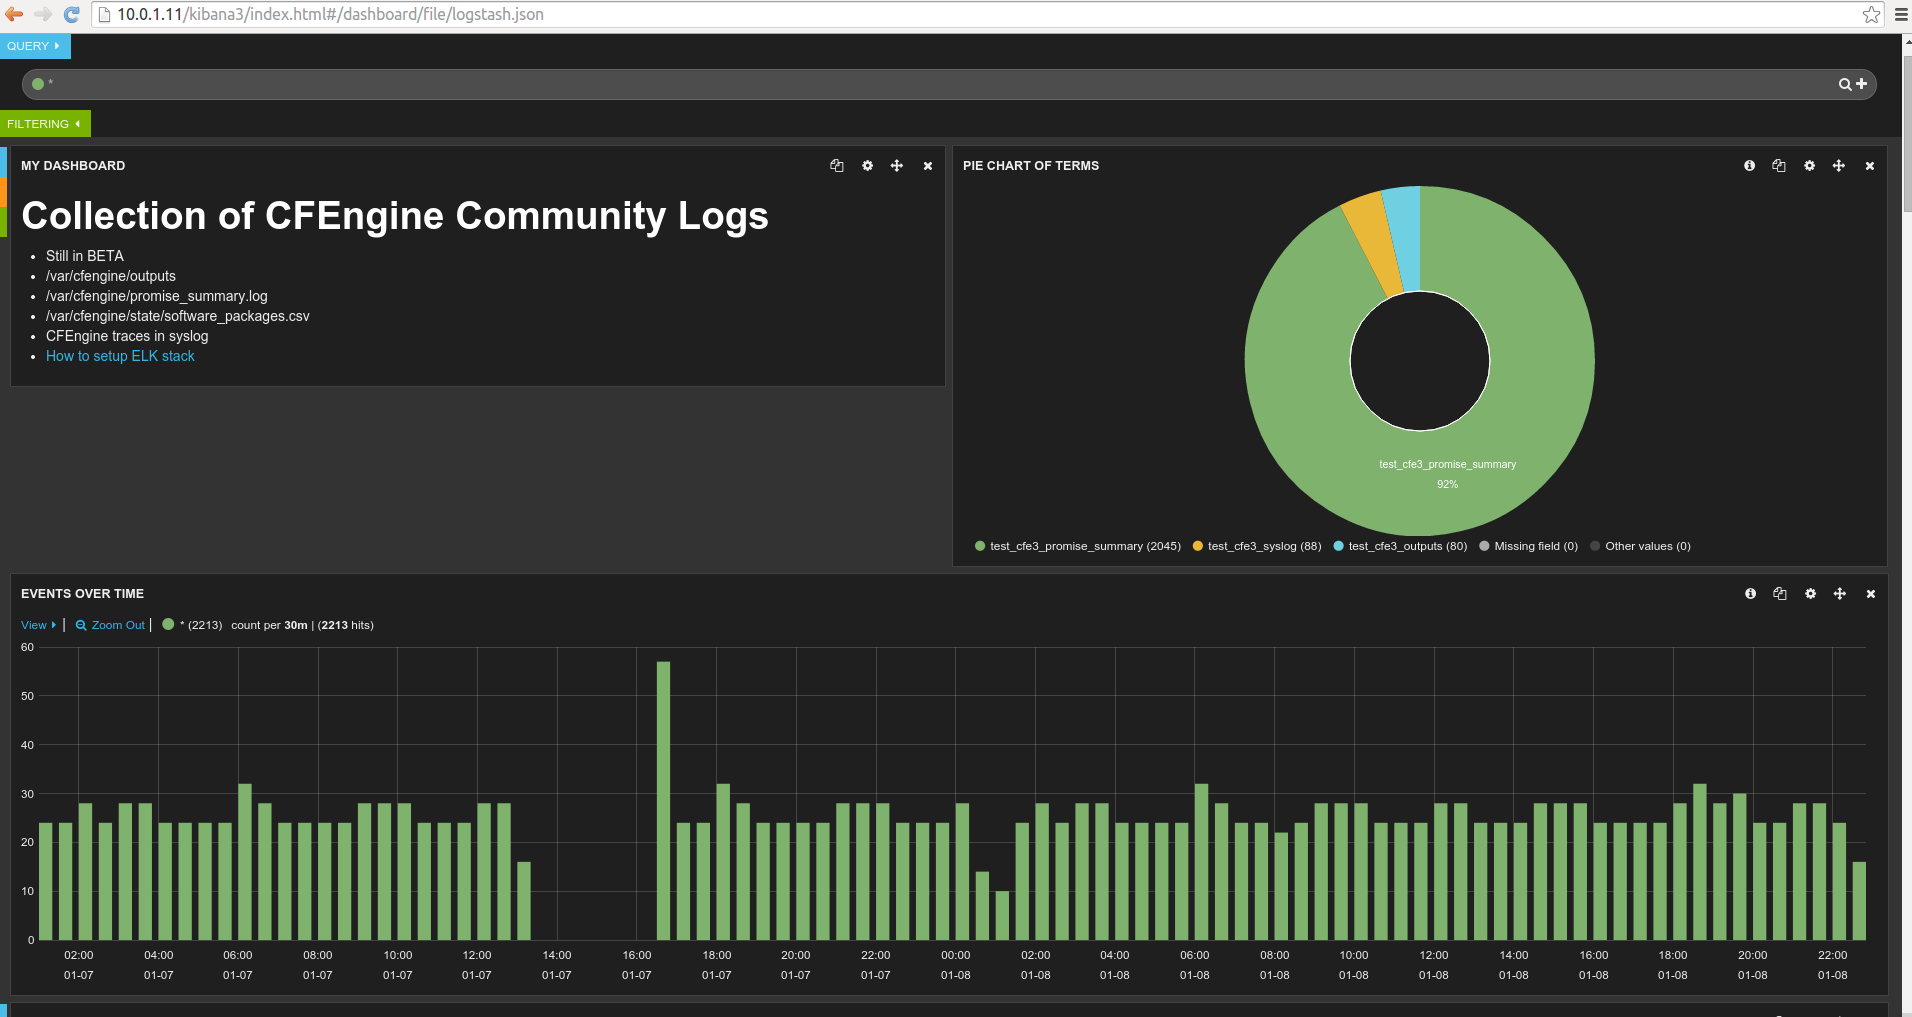 10.0.1.11/kibana3/index.html#/dashboard/file/logstash.json
QUERY
*
FILTERING
MY DASHBOARD
Collection of CFEngine Community Logs
Still in BETA
/var/cfengine/outputs
/var/cfengine/promise_summary.log
/var/cfengine/state/software_packages.csv
CFEngine traces in syslog
How to setup ELK stack
PIE CHART OF TERMS
test_cfe3_promise_summary
92%
test_cfe3_promise_summary (2045) test_cfe3_syslog (88) test_cfe3_outputs (80) Missing field (0) Other values (0)
EVENTS OVER TIME
View | Zoom Out | * (2213) count per 30m | (2213 hits)
60
50
40
30
20
10
0
02:00 04:00 06:00 08:00 10:00 12:00 14:00 16:00 18:00 20:00 22:00 00:00 02:00 04:00 06:00 08:00 10:00 12:00 14:00 16:00 18:00 20:00 22:00
01-07 01-07 01-07 01-07 01-07 01-07 01-07 01-07 01-07 01-07 01-07 01-08 01-08 01-08 01-08 01-08 01-08 01-08 01-08 01-08 01-08 01-08 01-08